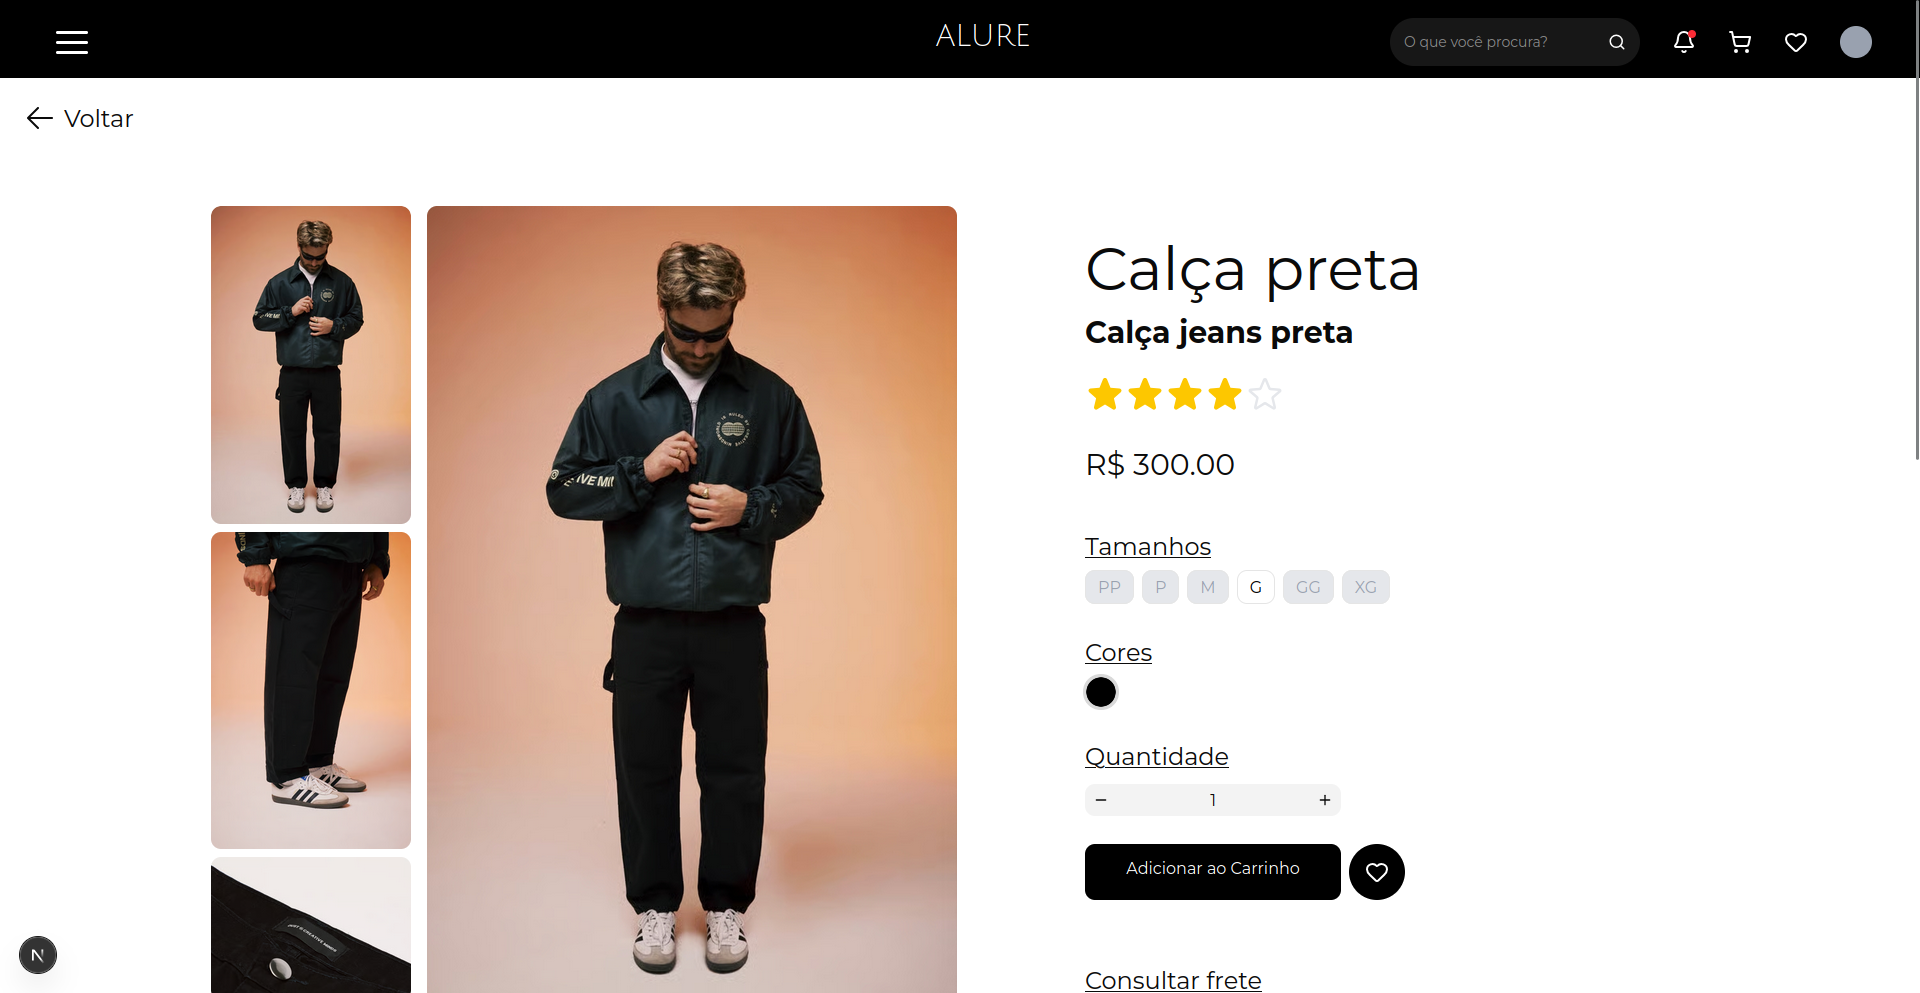 ALURE
O que você procura?
Voltar
Calça preta
Calça jeans preta
R$ 300.00
Tamanhos
PP P M G GG XG
Cores
Quantidade
− 1 +
Adicionar ao Carrinho
Consultar frete
N